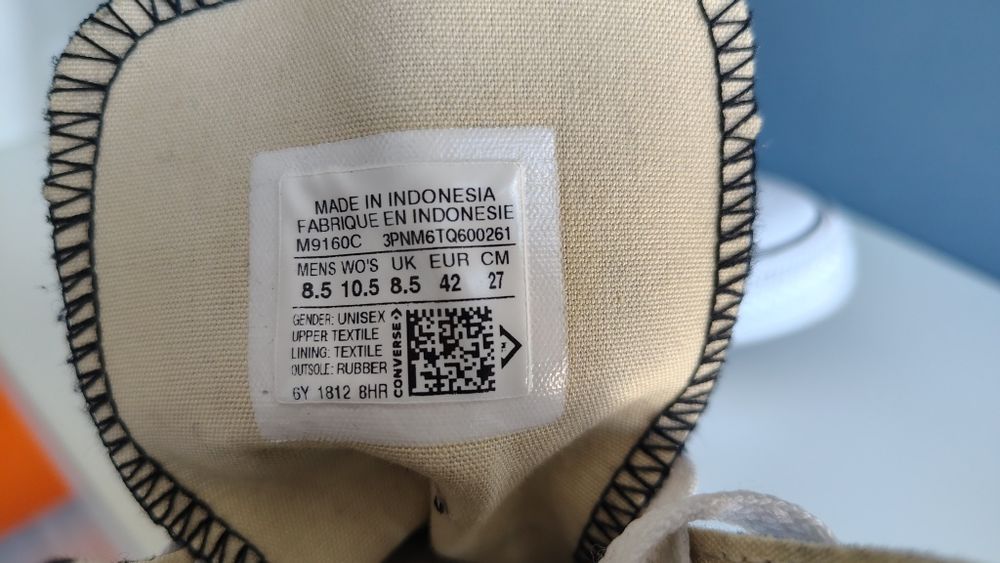 MADE IN INDONESIA
FABRIQUE EN INDONESIE
M9160C 3PNM6TQ600261
MENS WO'S UK EUR CM
8.5 10.5 8.5 42 27
GENDER: UNISEX
UPPER TEXTILE
LINING: TEXTILE
OUTSOLE: RUBBER
6Y 1812 8HR
CONVERSE